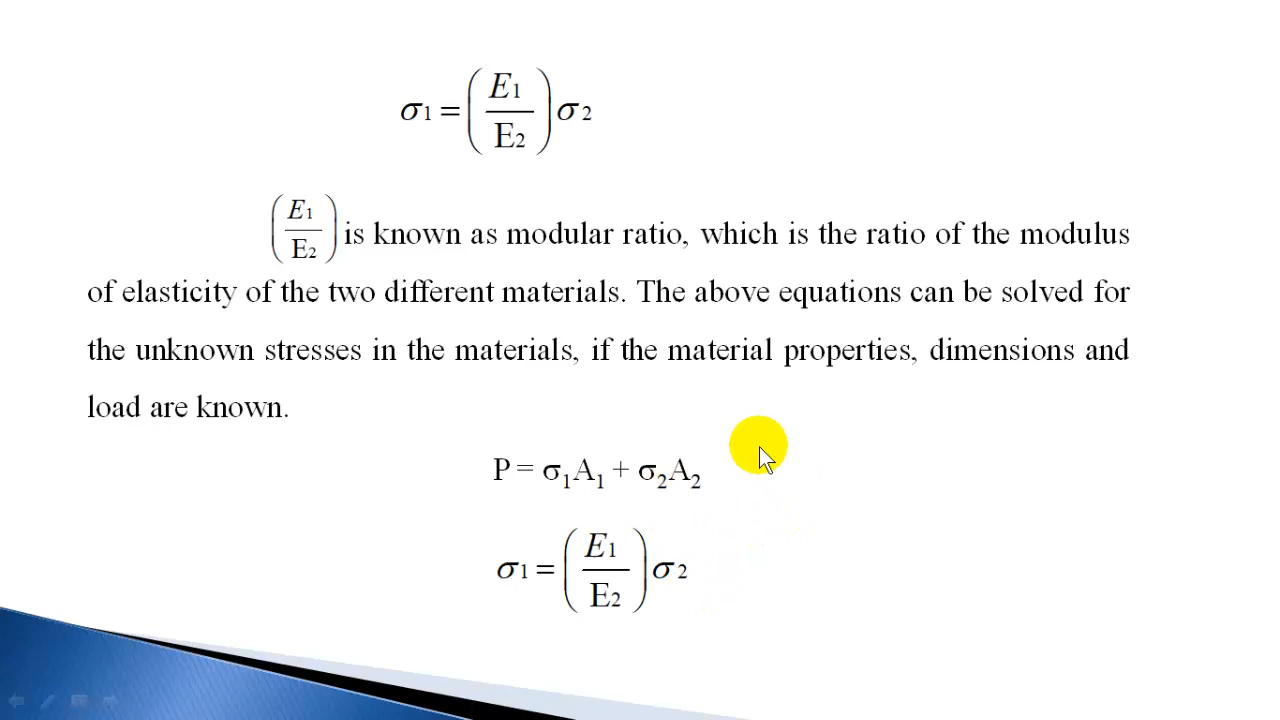 σ1 = (E1/E2) σ2
(E1/E2) is known as modular ratio, which is the ratio of the modulus
of elasticity of the two different materials. The above equations can be solved for
the unknown stresses in the materials, if the material properties, dimensions and
load are known.
P = σ₁A₁ + σ₂A₂
σ1 = (E1/E2) σ2